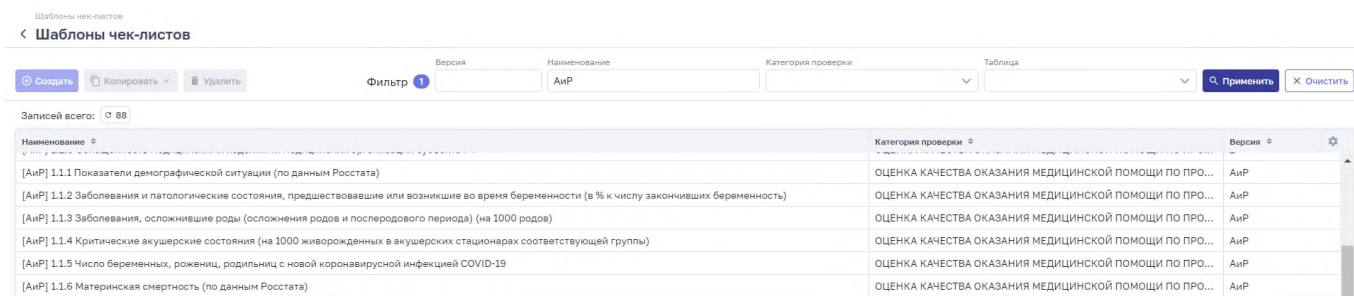 Шаблоны чек-листов
Шаблоны чек-листов
Версия Наименование Категория проверки Таблица
Создать Копировать Удалить Фильтр 1 АиР Применить Очистить
Записей всего: 88
Наименование Категория проверки Версия
[АиР] 1.1.1 Показатели демографической ситуации (по данным Росстата) ОЦЕНКА КАЧЕСТВА ОКАЗАНИЯ МЕДИЦИНСКОЙ ПОМОЩИ ПО ПРО... АиР
[АиР] 1.1.2 Заболевания и патологические состояния, предшествовавшие или возникшие во время беременности (в % к числу закончивших беременность) ОЦЕНКА КАЧЕСТВА ОКАЗАНИЯ МЕДИЦИНСКОЙ ПОМОЩИ ПО ПРО... АиР
[АиР] 1.1.3 Заболевания, осложнившие роды (осложнения родов и послеродового периода) (на 1000 родов) ОЦЕНКА КАЧЕСТВА ОКАЗАНИЯ МЕДИЦИНСКОЙ ПОМОЩИ ПО ПРО... АиР
[АиР] 1.1.4 Критические акушерские состояния (на 1000 живорожденных в акушерских стационарах соответствующей группы) ОЦЕНКА КАЧЕСТВА ОКАЗАНИЯ МЕДИЦИНСКОЙ ПОМОЩИ ПО ПРО... АиР
[АиР] 1.1.5 Число беременных, рожениц, родильниц с новой коронавирусной инфекцией COVID-19 ОЦЕНКА КАЧЕСТВА ОКАЗАНИЯ МЕДИЦИНСКОЙ ПОМОЩИ ПО ПРО... АиР
[АиР] 1.1.6 Материнская смертность (по данным Росстата) ОЦЕНКА КАЧЕСТВА ОКАЗАНИЯ МЕДИЦИНСКОЙ ПОМОЩИ ПО ПРО... АиР